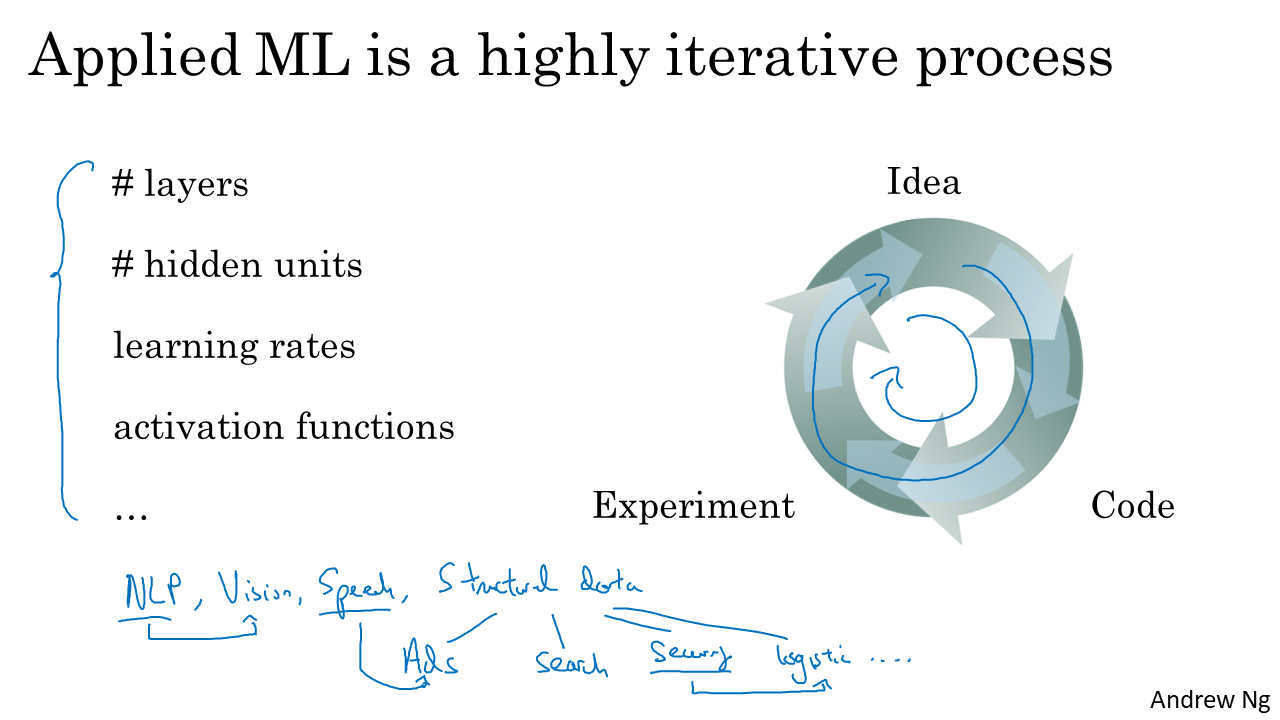 Applied ML is a highly iterative process
# layers
# hidden units
learning rates
activation functions
...
Idea
Experiment
Code
NLP, Vision, Speech, Structural data
Ads search Security logistic ....
Andrew Ng